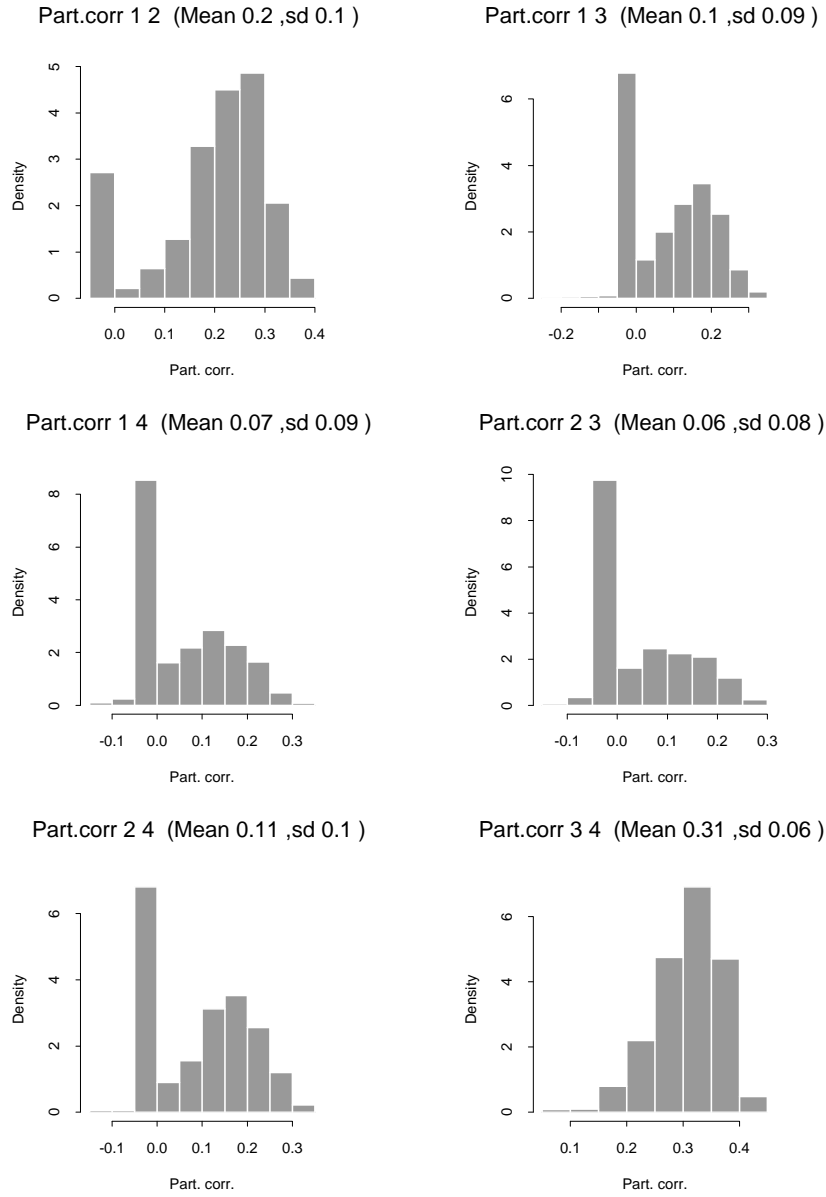 Part.corr 1 2 (Mean 0.2 ,sd 0.1 )
Part.corr 1 3 (Mean 0.1 ,sd 0.09 )
Density
0 1 2 3 4 5
0.0 0.1 0.2 0.3 0.4
Part. corr.
Density
0 2 4 6
-0.2 0.0 0.2
Part. corr.
Part.corr 1 4 (Mean 0.07 ,sd 0.09 )
Part.corr 2 3 (Mean 0.06 ,sd 0.08 )
Density
0 2 4 6 8
-0.1 0.0 0.1 0.2 0.3
Part. corr.
Density
0 2 4 6 8 10
-0.1 0.0 0.1 0.2 0.3
Part. corr.
Part.corr 2 4 (Mean 0.11 ,sd 0.1 )
Part.corr 3 4 (Mean 0.31 ,sd 0.06 )
Density
0 2 4 6
-0.1 0.0 0.1 0.2 0.3
Part. corr.
Density
0 2 4 6
0.1 0.2 0.3 0.4
Part. corr.